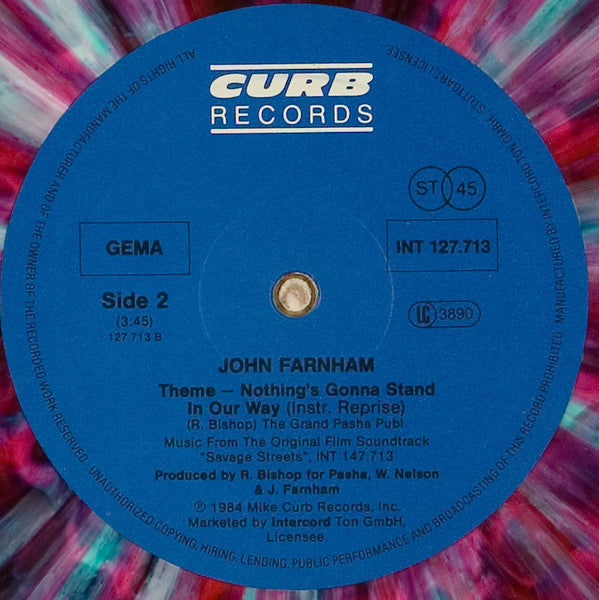 CURB
RECORDS
ST 45
GEMA
INT 127.713
Side 2
(3:45)
127.713 B
LC 3890
JOHN FARNHAM
Theme – Nothing's Gonna Stand
In Our Way (Instr. Reprise)
(R. Bishop) The Grand Pasha Publ.
Music From The Original Film Soundtrack
"Savage Streets", INT 147.713
Produced by R. Bishop for Pasha, W. Nelson
& J. Farnham
℗ 1984 Mike Curb Records, Inc.
Marketed by Intercord Ton GmbH,
Licensee.
ALL RIGHTS OF THE MANUFACTURER AND OF THE OWNER OF THE RECORDED WORK RESERVED. UNAUTHORIZED COPYING, HIRING, LENDING, PUBLIC PERFORMANCE AND BROADCASTING OF THIS RECORD PROHIBITED. MANUFACTURED BY INTERCORD TON GMBH, STUTTGART LICENSEE